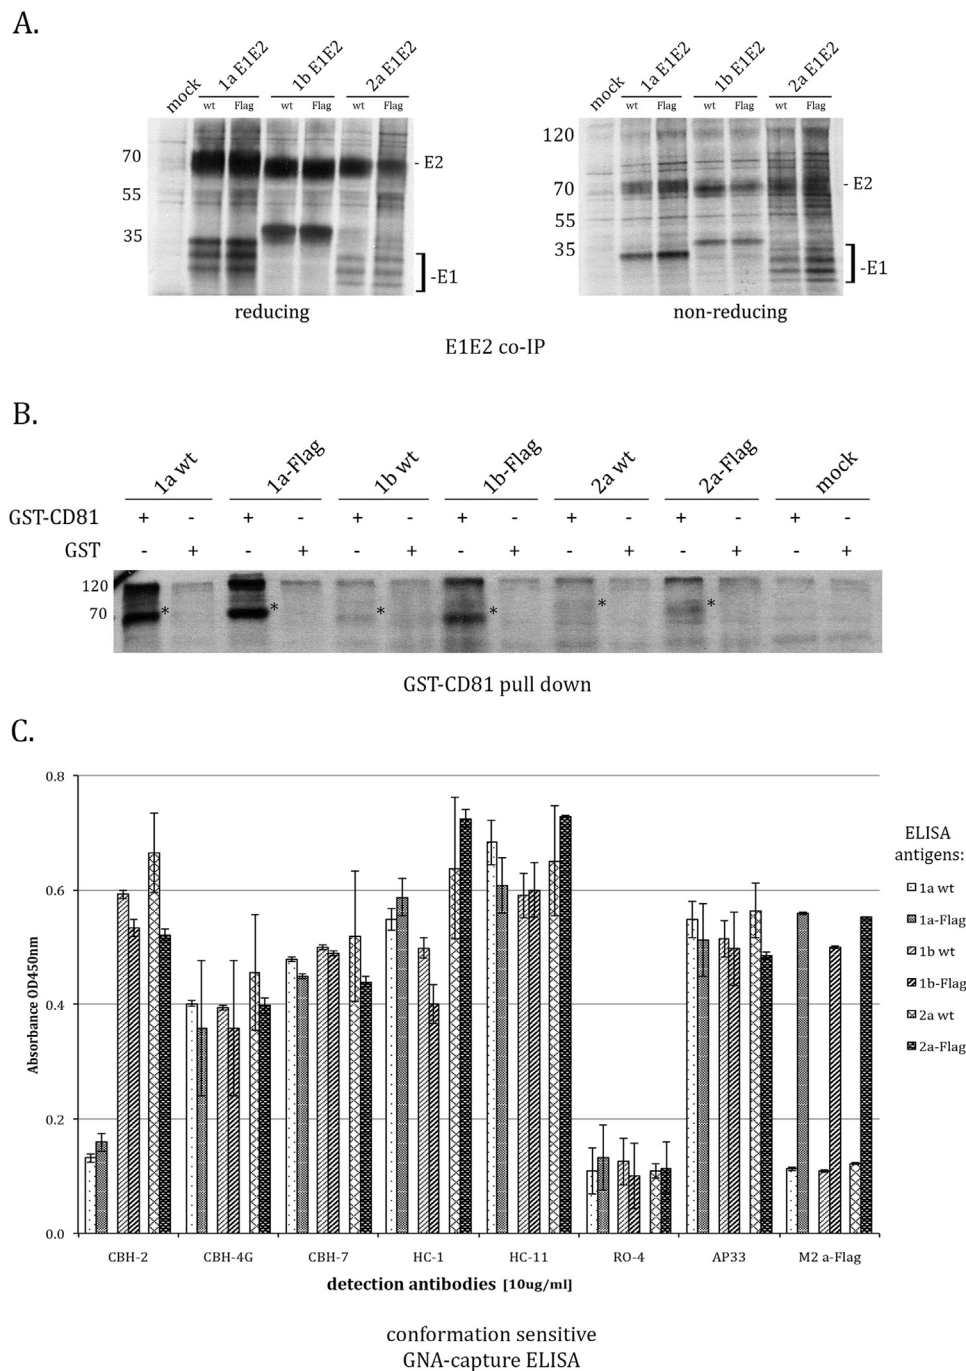 A.
mock 1a E1E2 1b E1E2 2a E1E2
wt Flag wt Flag wt Flag
70
55
35
- E2
-E1
reducing
mock 1a E1E2 1b E1E2 2a E1E2
wt Flag wt Flag wt Flag
120
70
55
35
- E2
-E1
non-reducing
E1E2 co-IP
B.
1a wt 1a-Flag 1b wt 1b-Flag 2a wt 2a-Flag mock
GST-CD81 + - + - + - + - + - + - + -
GST - + - + - + - + - + - + - +
120
70
* * * * * *
GST-CD81 pull down
C.
Absorbance OD450nm
0.8
0.6
0.4
0.2
0.0
CBH-2 CBH-4G CBH-7 HC-1 HC-11 RO-4 AP33 M2 a-Flag
detection antibodies [10ug/ml]
ELISA
antigens:
1a wt
1a-Flag
1b wt
1b-Flag
2a wt
2a-Flag
conformation sensitive
GNA-capture ELISA